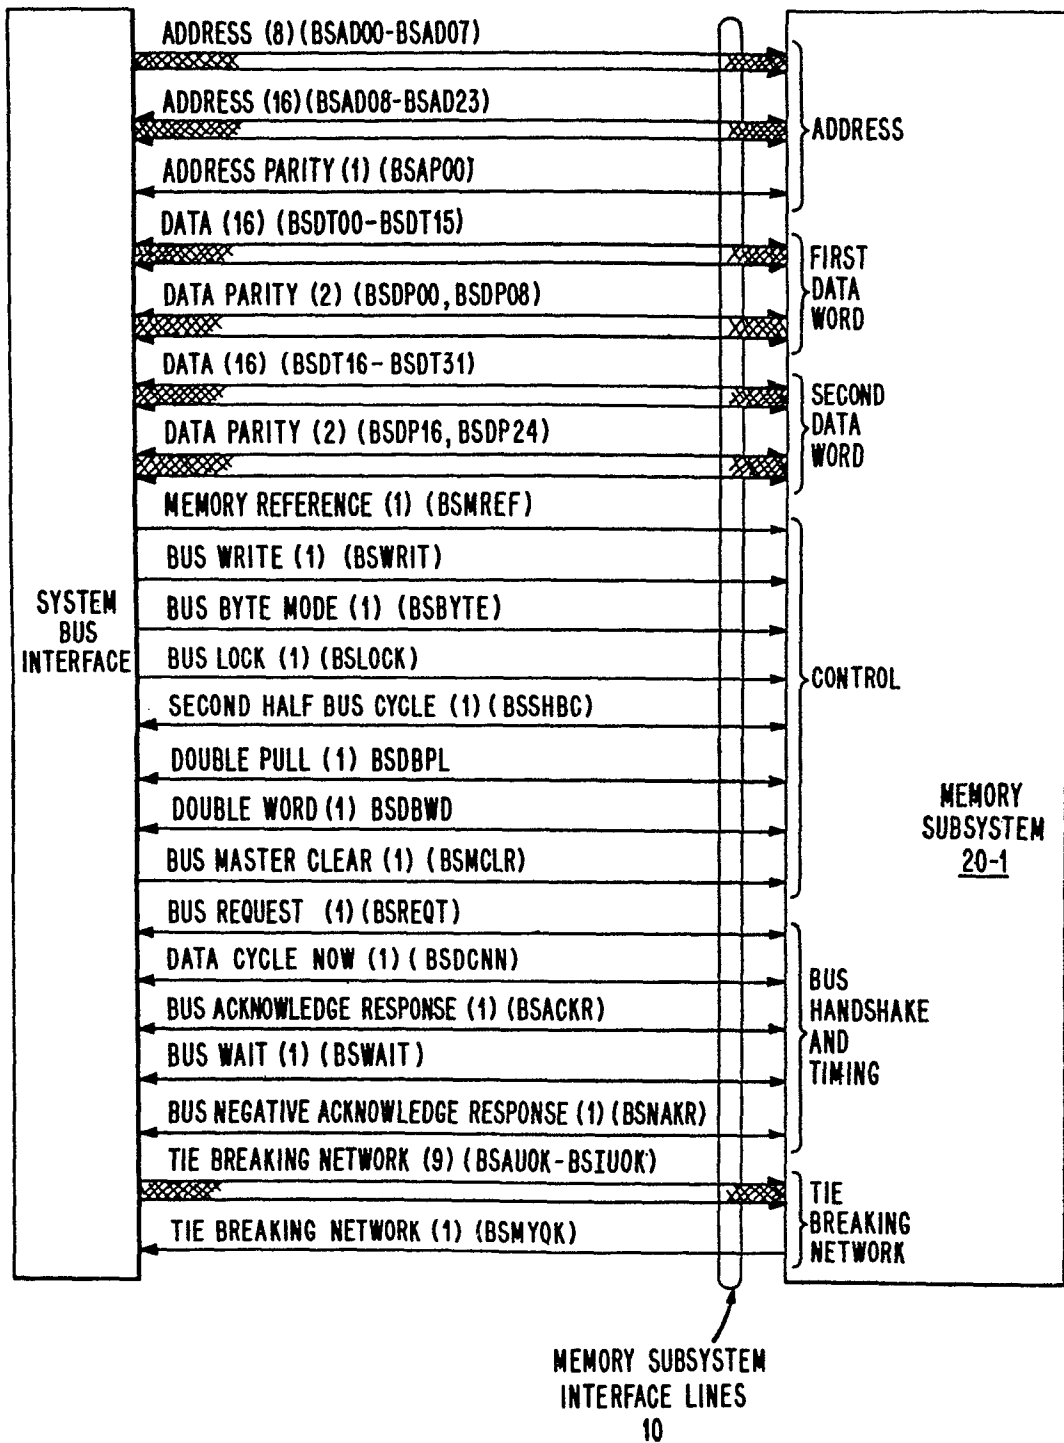 ADDRESS (8) (BSAD00-BSAD07)
ADDRESS (16) (BSAD08-BSAD23)
ADDRESS PARITY (1) (BSAP00)
ADDRESS
DATA (16) (BSDT00-BSDT15)
DATA PARITY (2) (BSDP00, BSDP08)
FIRST
DATA
WORD
DATA (16) (BSDT16-BSDT31)
DATA PARITY (2) (BSDP16, BSDP24)
SECOND
DATA
WORD
MEMORY REFERENCE (1) (BSMREF)
BUS WRITE (1) (BSWRIT)
BUS BYTE MODE (1) (BSBYTE)
BUS LOCK (1) (BSLOCK)
SECOND HALF BUS CYCLE (1) (BSSHBC)
DOUBLE PULL (1) BSDBPL
DOUBLE WORD (1) BSDBWD
BUS MASTER CLEAR (1) (BSMCLR)
CONTROL
SYSTEM
BUS
INTERFACE
MEMORY
SUBSYSTEM
20-1
BUS REQUEST (1) (BSREQT)
DATA CYCLE NOW (1) (BSDCNN)
BUS ACKNOWLEDGE RESPONSE (1) (BSACKR)
BUS WAIT (1) (BSWAIT)
BUS NEGATIVE ACKNOWLEDGE RESPONSE (1) (BSNAKR)
BUS
HANDSHAKE
AND
TIMING
TIE BREAKING NETWORK (9) (BSAUOK-BSIUOK)
TIE BREAKING NETWORK (1) (BSMYOK)
TIE
BREAKING
NETWORK
MEMORY SUBSYSTEM
INTERFACE LINES
10